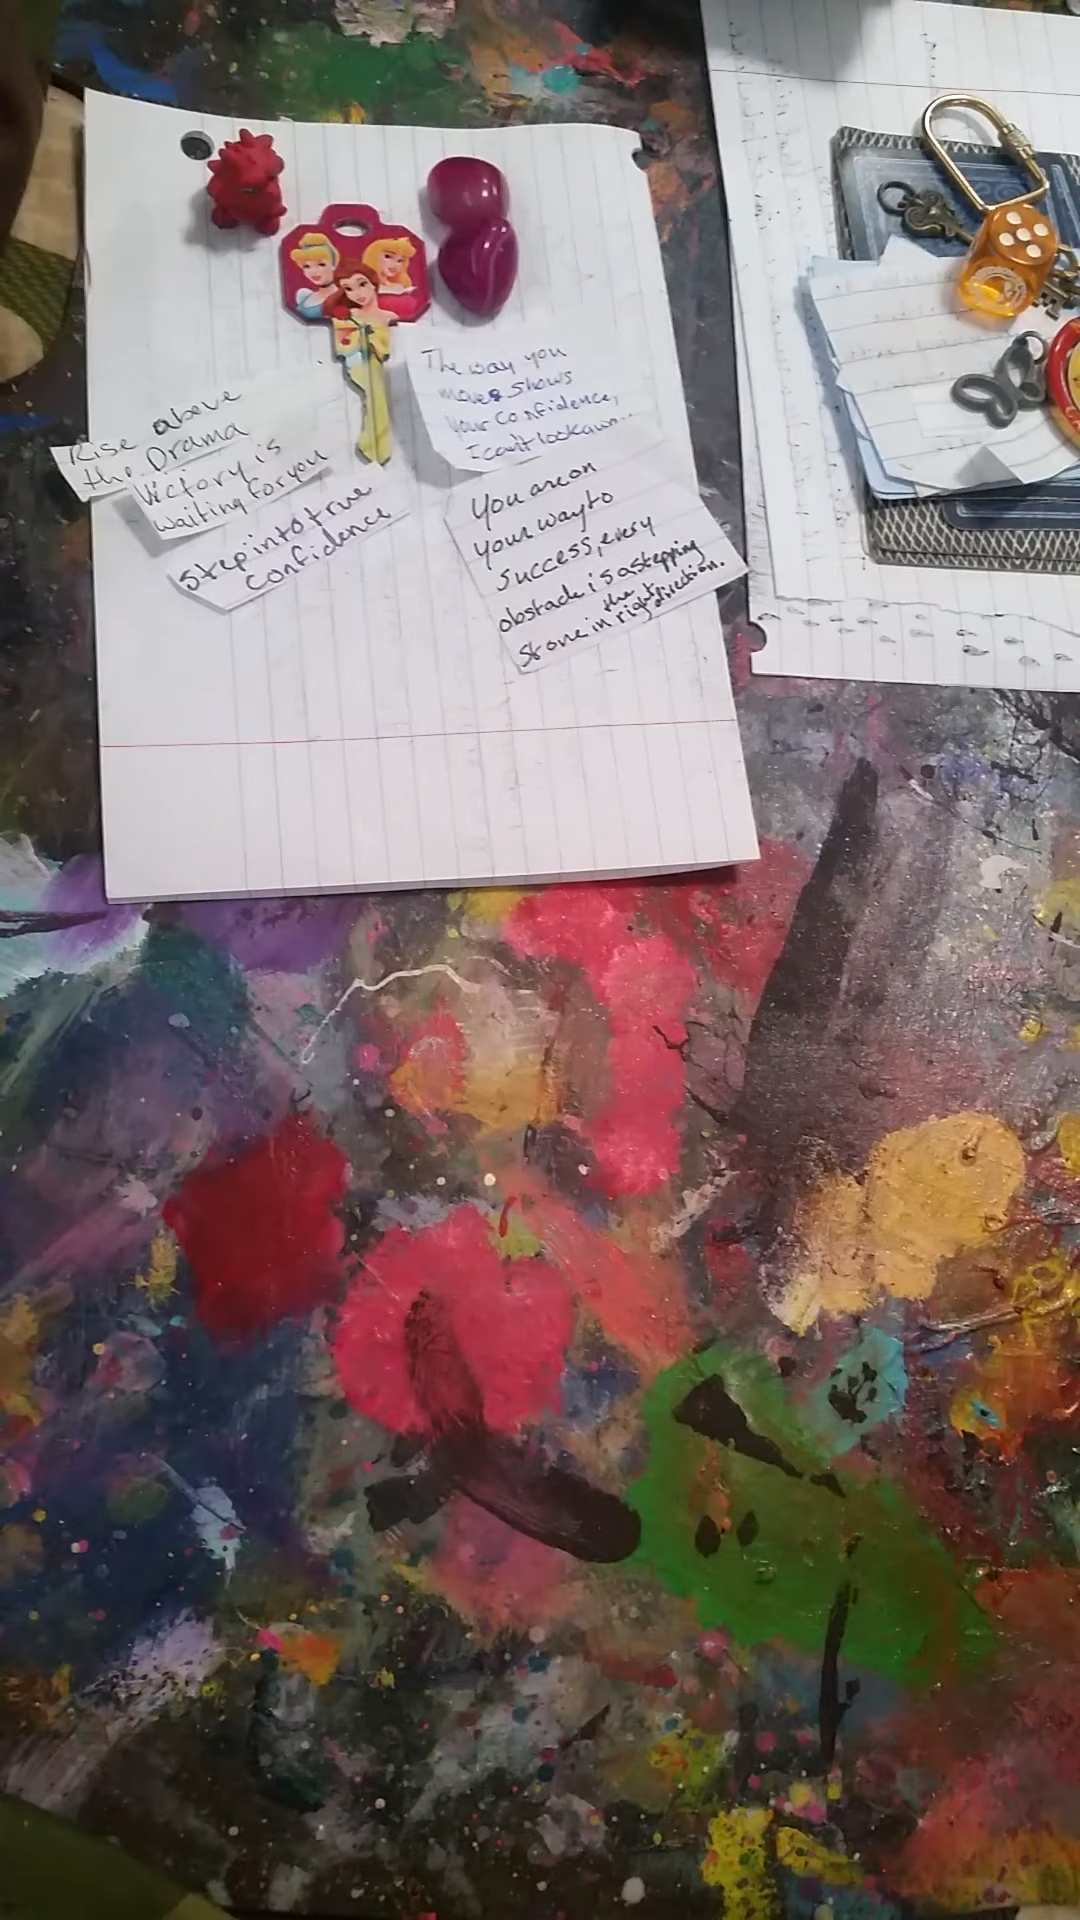 Rise above
the Drama
Victory is
waiting for you
Step into true
confidence
The way you
moves shows
your confidence,
I can't look awn...
You are on
your way to
success, every
obstacle is a stepping
stone in the right direction.